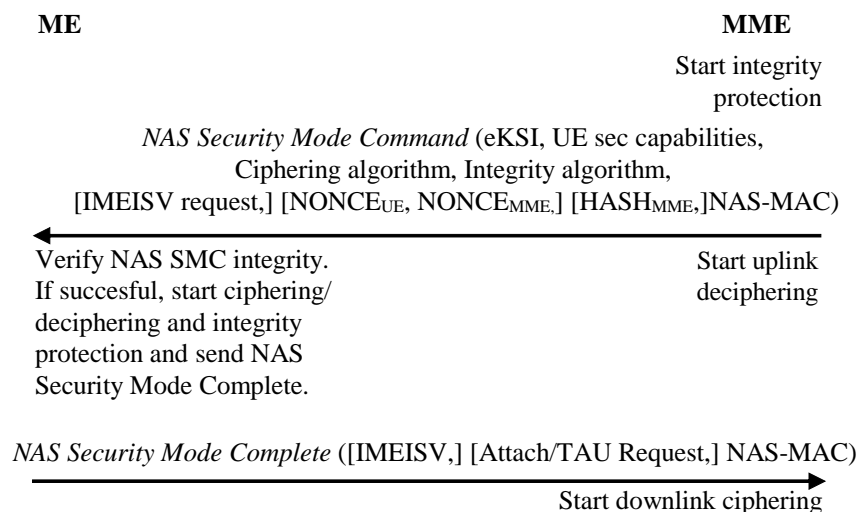 ME MME
Start integrity
protection
NAS Security Mode Command (eKSI, UE sec capabilities,
Ciphering algorithm, Integrity algorithm,
[IMEISV request,] [NONCEUE, NONCEMME,] [HASHMME,]NAS-MAC)
Verify NAS SMC integrity.
If succesful, start ciphering/
deciphering and integrity
protection and send NAS
Security Mode Complete.
Start uplink
deciphering
NAS Security Mode Complete ([IMEISV,] [Attach/TAU Request,] NAS-MAC)
Start downlink ciphering